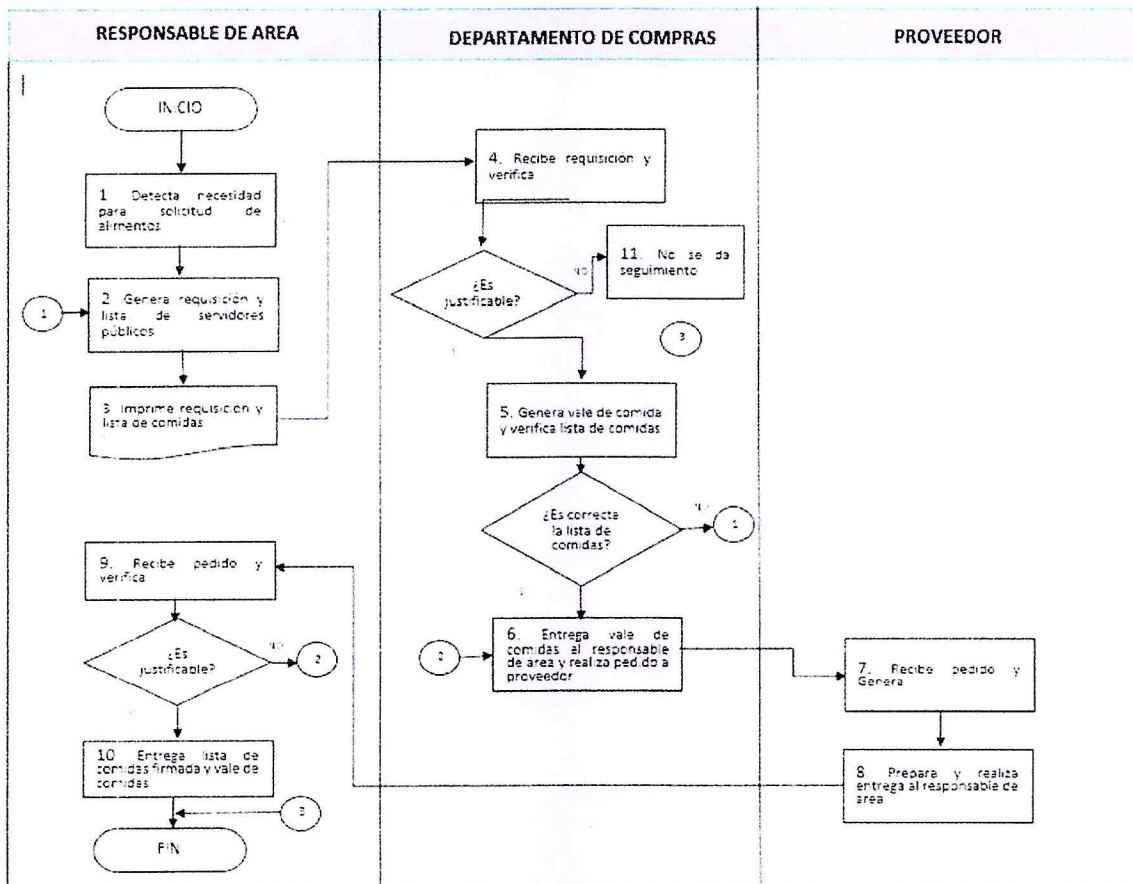 RESPONSABLE DE AREA
DEPARTAMENTO DE COMPRAS
PROVEEDOR
INICIO
1 Detecta necesidad
para solicitud de
alimentos
1
2 Genera requisición y
lista de servidores
públicos
3 Imprime requisición y
lista de comidas
4. Recibe requisición y
verifica
¿Es
justificable?
NO
11. No se da
seguimiento
3
5. Genera vale de comida
y verifica lista de comidas
¿Es correcta
la lista de
comidas?
NO
1
2
6. Entrega vale de
comidas al responsable
de área y realiza pedido a
proveedor
7. Recibe pedido y
Genera
8 Prepara y realiza
entrega al responsable de
area
9. Recibe pedido y
verifica
¿Es
justificable?
NO
2
10 Entrega lista de
comidas firmada y vale de
comidas
3
FIN